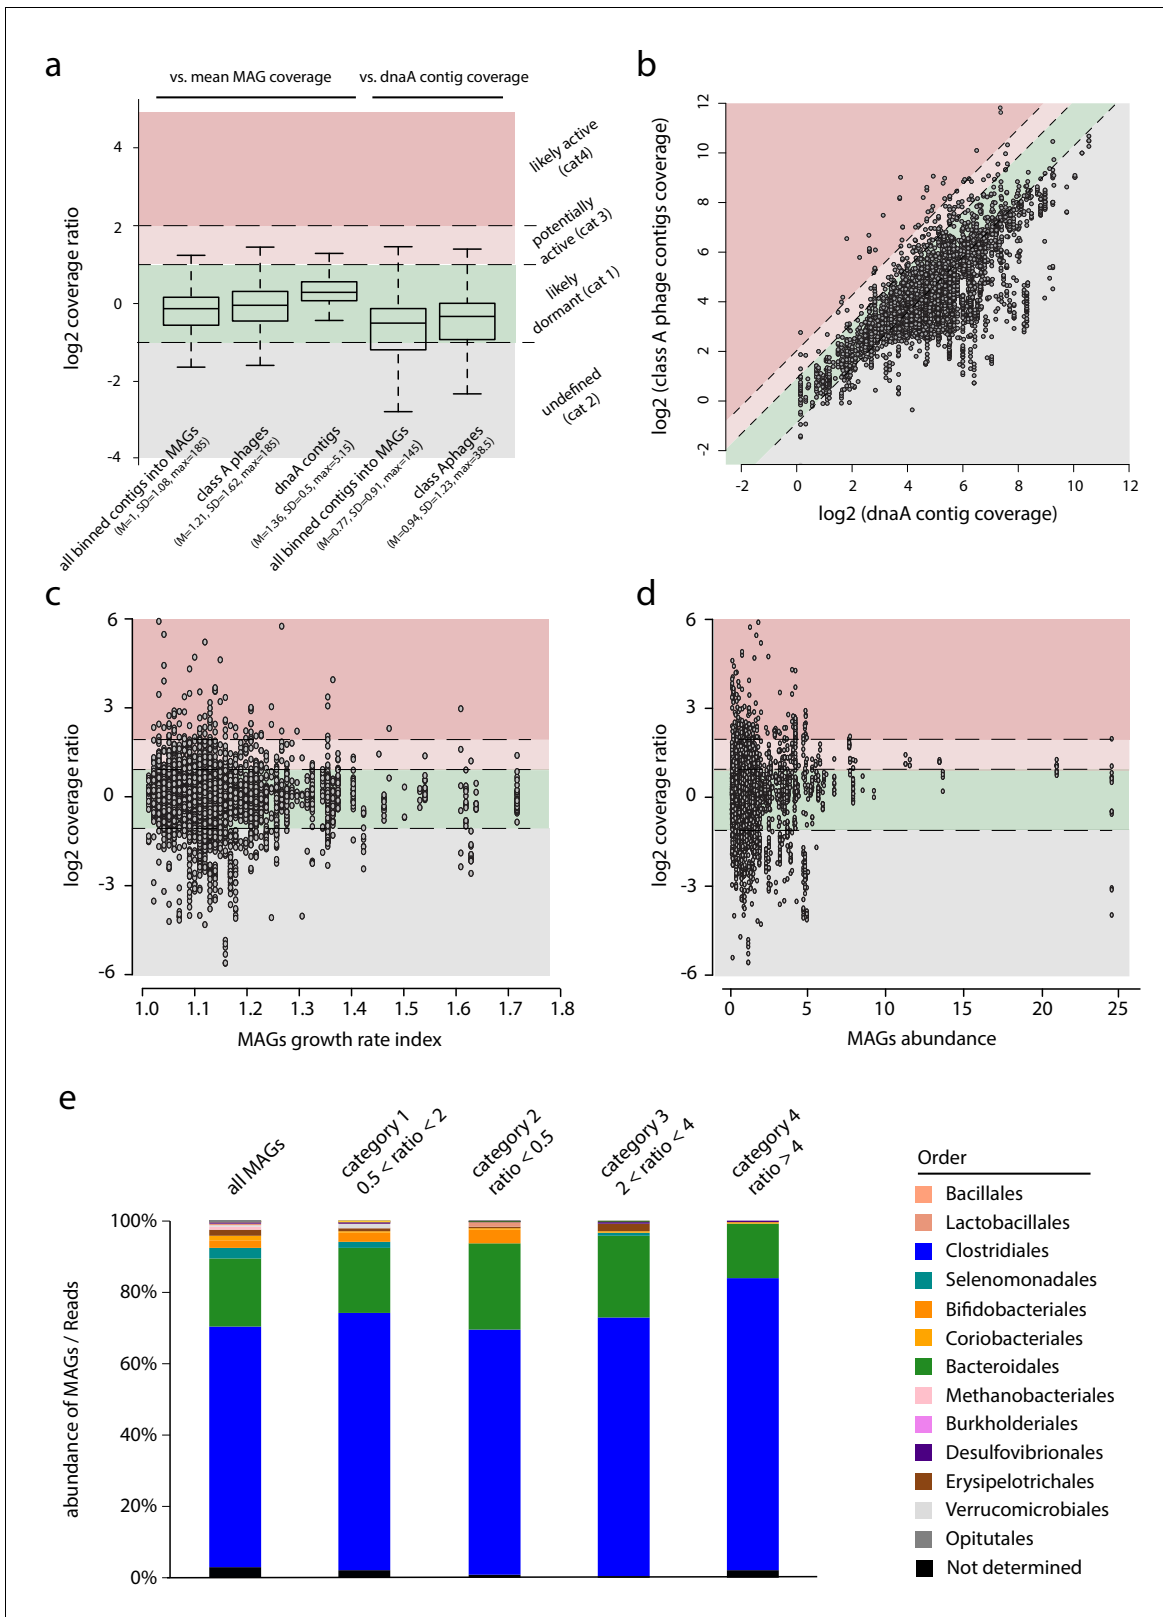 a
vs. mean MAG coverage
vs. dnaA contig coverage
log2 coverage ratio
4
2
0
-2
-4
likely active
(cat4)
potentially
active (cat 3)
likely
dormant (cat 1)
undefined
(cat 2)
all binned contigs into MAGs
(M=1, SD=1.08, max=185)
class A phages
(M=1.21, SD=1.62, max=185)
dnaA contigs
(M=1.36, SD=0.5, max=5.15)
all binned contigs into MAGs
(M=0.77, SD=0.91, max=145)
class Aphages
(M=0.94, SD=1.23, max=38.5)
b
log2 (class A phage contigs coverage)
12
10
8
6
4
2
0
-2
-2
0
2
4
6
8
10
12
log2 (dnaA contig coverage)
c
log2 coverage ratio
6
3
0
-3
-6
1.0
1.1
1.2
1.3
1.4
1.5
1.6
1.7
1.8
MAGs growth rate index
d
log2 coverage ratio
6
3
0
-3
-6
0
5
10
15
20
25
MAGs abundance
e
all MAGs
category 1
0.5 < ratio < 2
category 2
ratio < 0.5
category 3
2 < ratio < 4
category 4
ratio > 4
abundance of MAGs / Reads
100%
80%
60%
40%
20%
0%
Order
Bacillales
Lactobacillales
Clostridiales
Selenomonadales
Bifidobacteriales
Coriobacteriales
Bacteroidales
Methanobacteriales
Burkholderiales
Desulfovibrionales
Erysipelotrichales
Verrucomicrobiales
Opitutales
Not determined